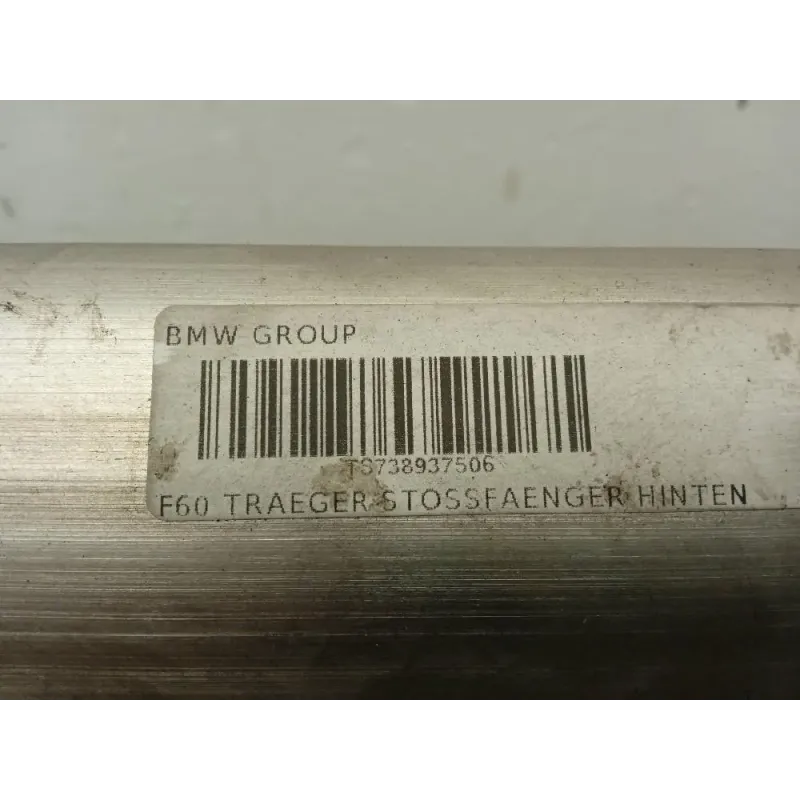 BMW GROUP
TS738937506
F60 TRAEGER STOSSFAENGER HINTEN